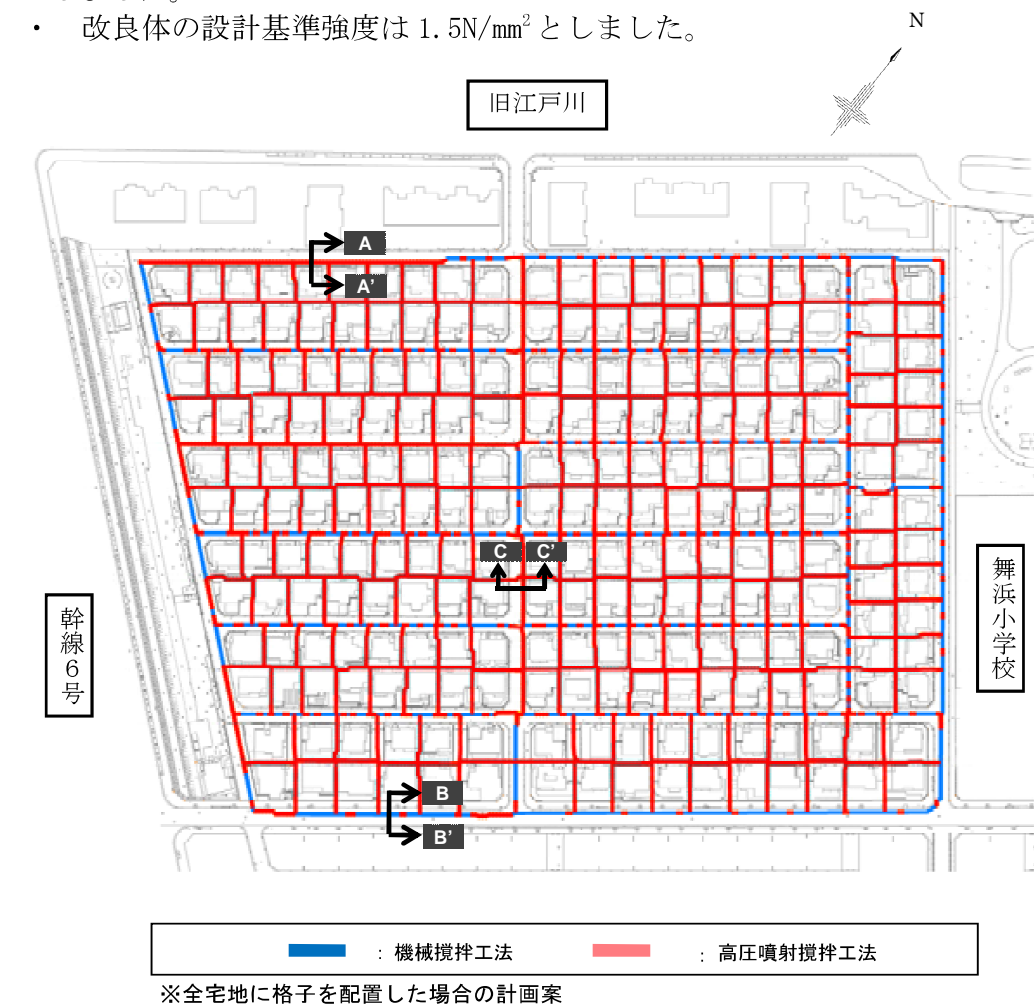 ・ 改良体の設計基準強度は 1.5N/mm²としました。
N
旧江戸川
A
A’
C C’
舞浜小学校
幹線6号
B
B’
：機械撹拌工法 ：高圧噴射撹拌工法
※全宅地に格子を配置した場合の計画案